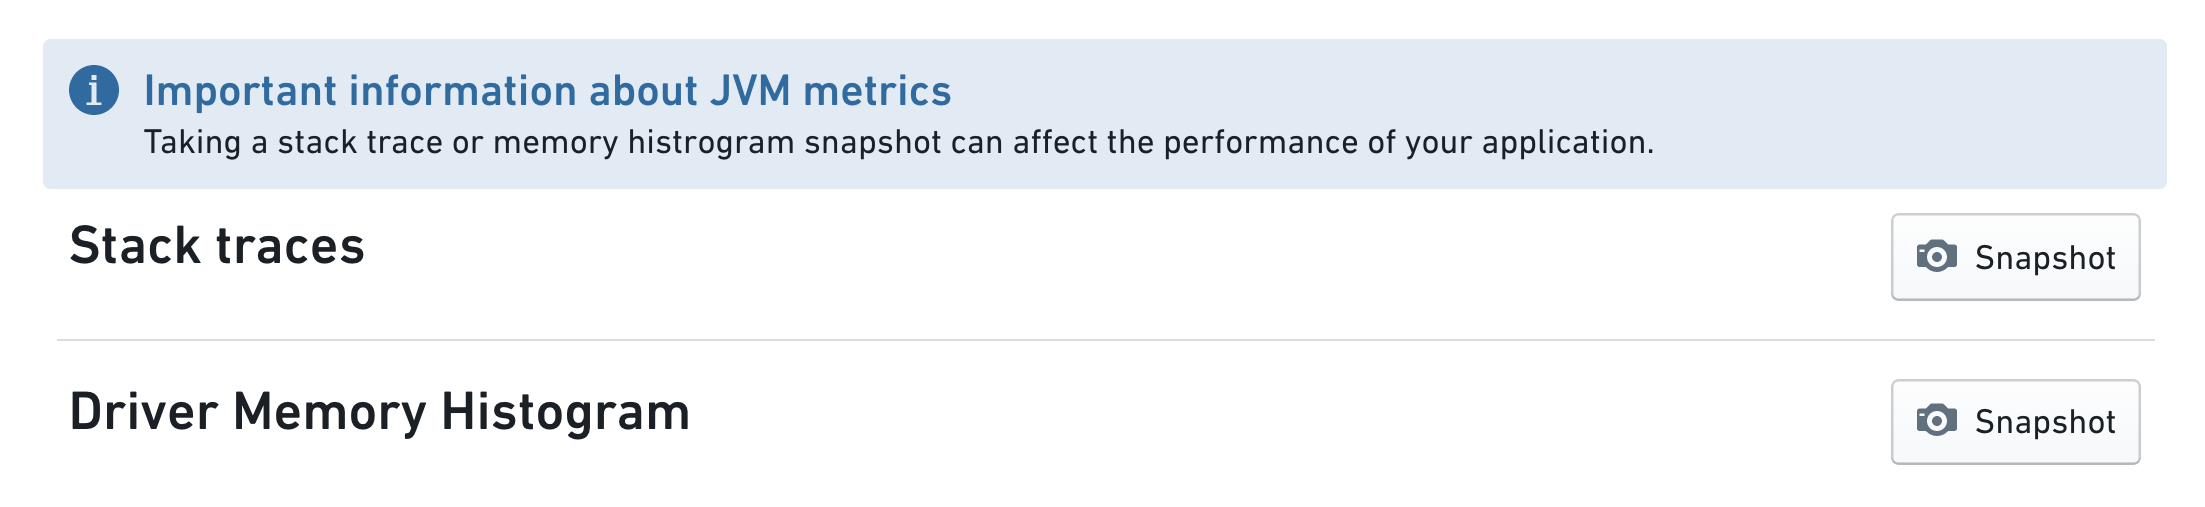 Important information about JVM metrics
Taking a stack trace or memory histrogram snapshot can affect the performance of your application.
Stack traces
Snapshot
Driver Memory Histogram
Snapshot